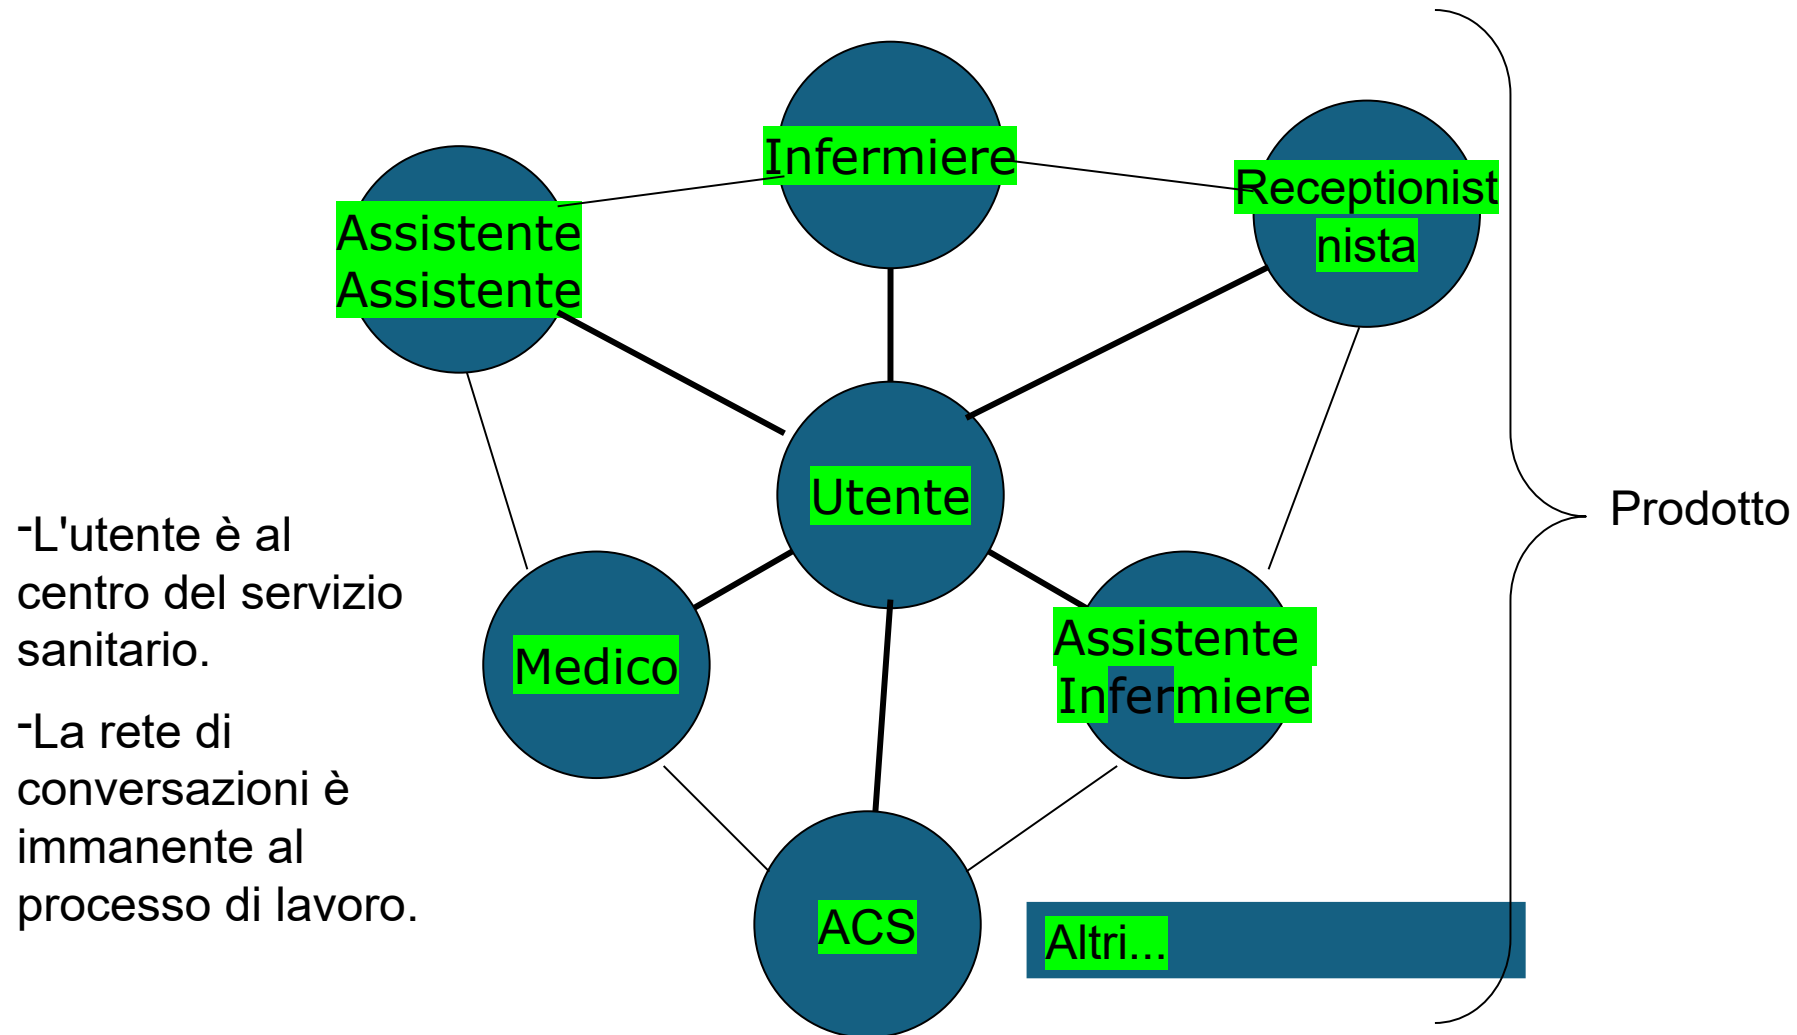 Infermiere
Receptionist
nista
Assistente
Assistente
Utente
Prodotto
-L'utente è al
centro del servizio
sanitario.
Medico
Assistente
Infermiere
-La rete di
conversazioni è
immanente al
processo di lavoro.
ACS
Altri...